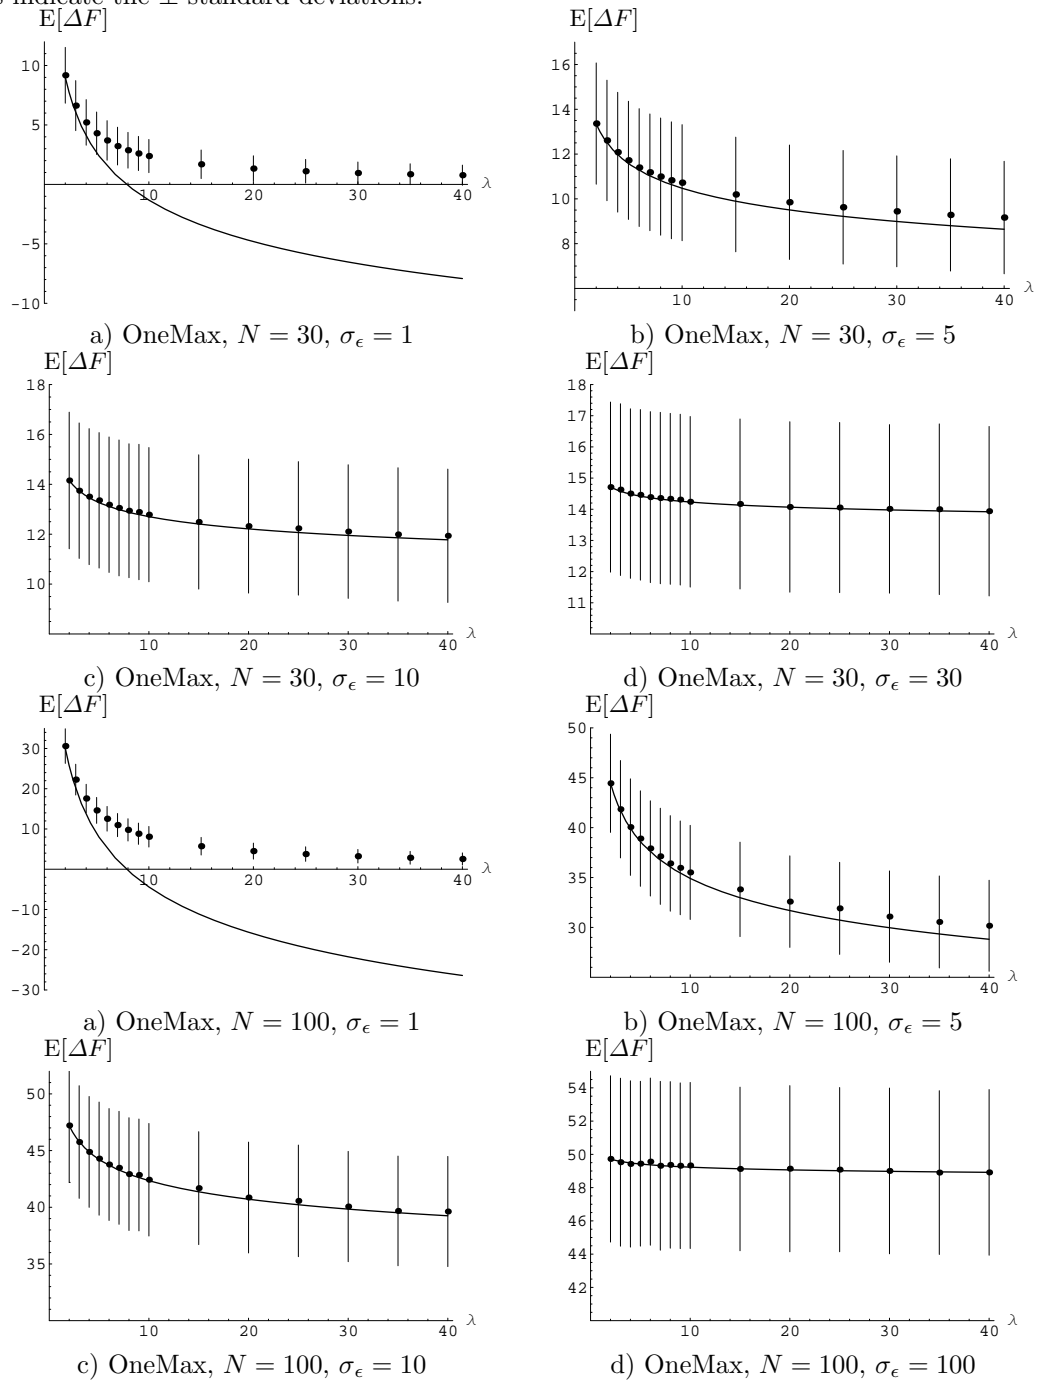 s indicate the ± standard deviations.
E[ΔF] E[ΔF]
10
5
−5
−10
10 20 30 40 λ
16
14
12
10
8
10 20 30 40 λ
a) OneMax, N = 30, σϵ = 1 b) OneMax, N = 30, σϵ = 5
E[ΔF] E[ΔF]
18
16
14
12
10
10 20 30 40 λ
18
17
16
15
14
13
12
11
10 20 30 40 λ
c) OneMax, N = 30, σϵ = 10 d) OneMax, N = 30, σϵ = 30
E[ΔF] E[ΔF]
30
20
10
−10
−20
−30
10 20 30 40 λ
50
45
40
35
30
10 20 30 40 λ
a) OneMax, N = 100, σϵ = 1 b) OneMax, N = 100, σϵ = 5
E[ΔF] E[ΔF]
50
45
40
35
10 20 30 40 λ
54
52
50
48
46
44
42
10 20 30 40 λ
c) OneMax, N = 100, σϵ = 10 d) OneMax, N = 100, σϵ = 100